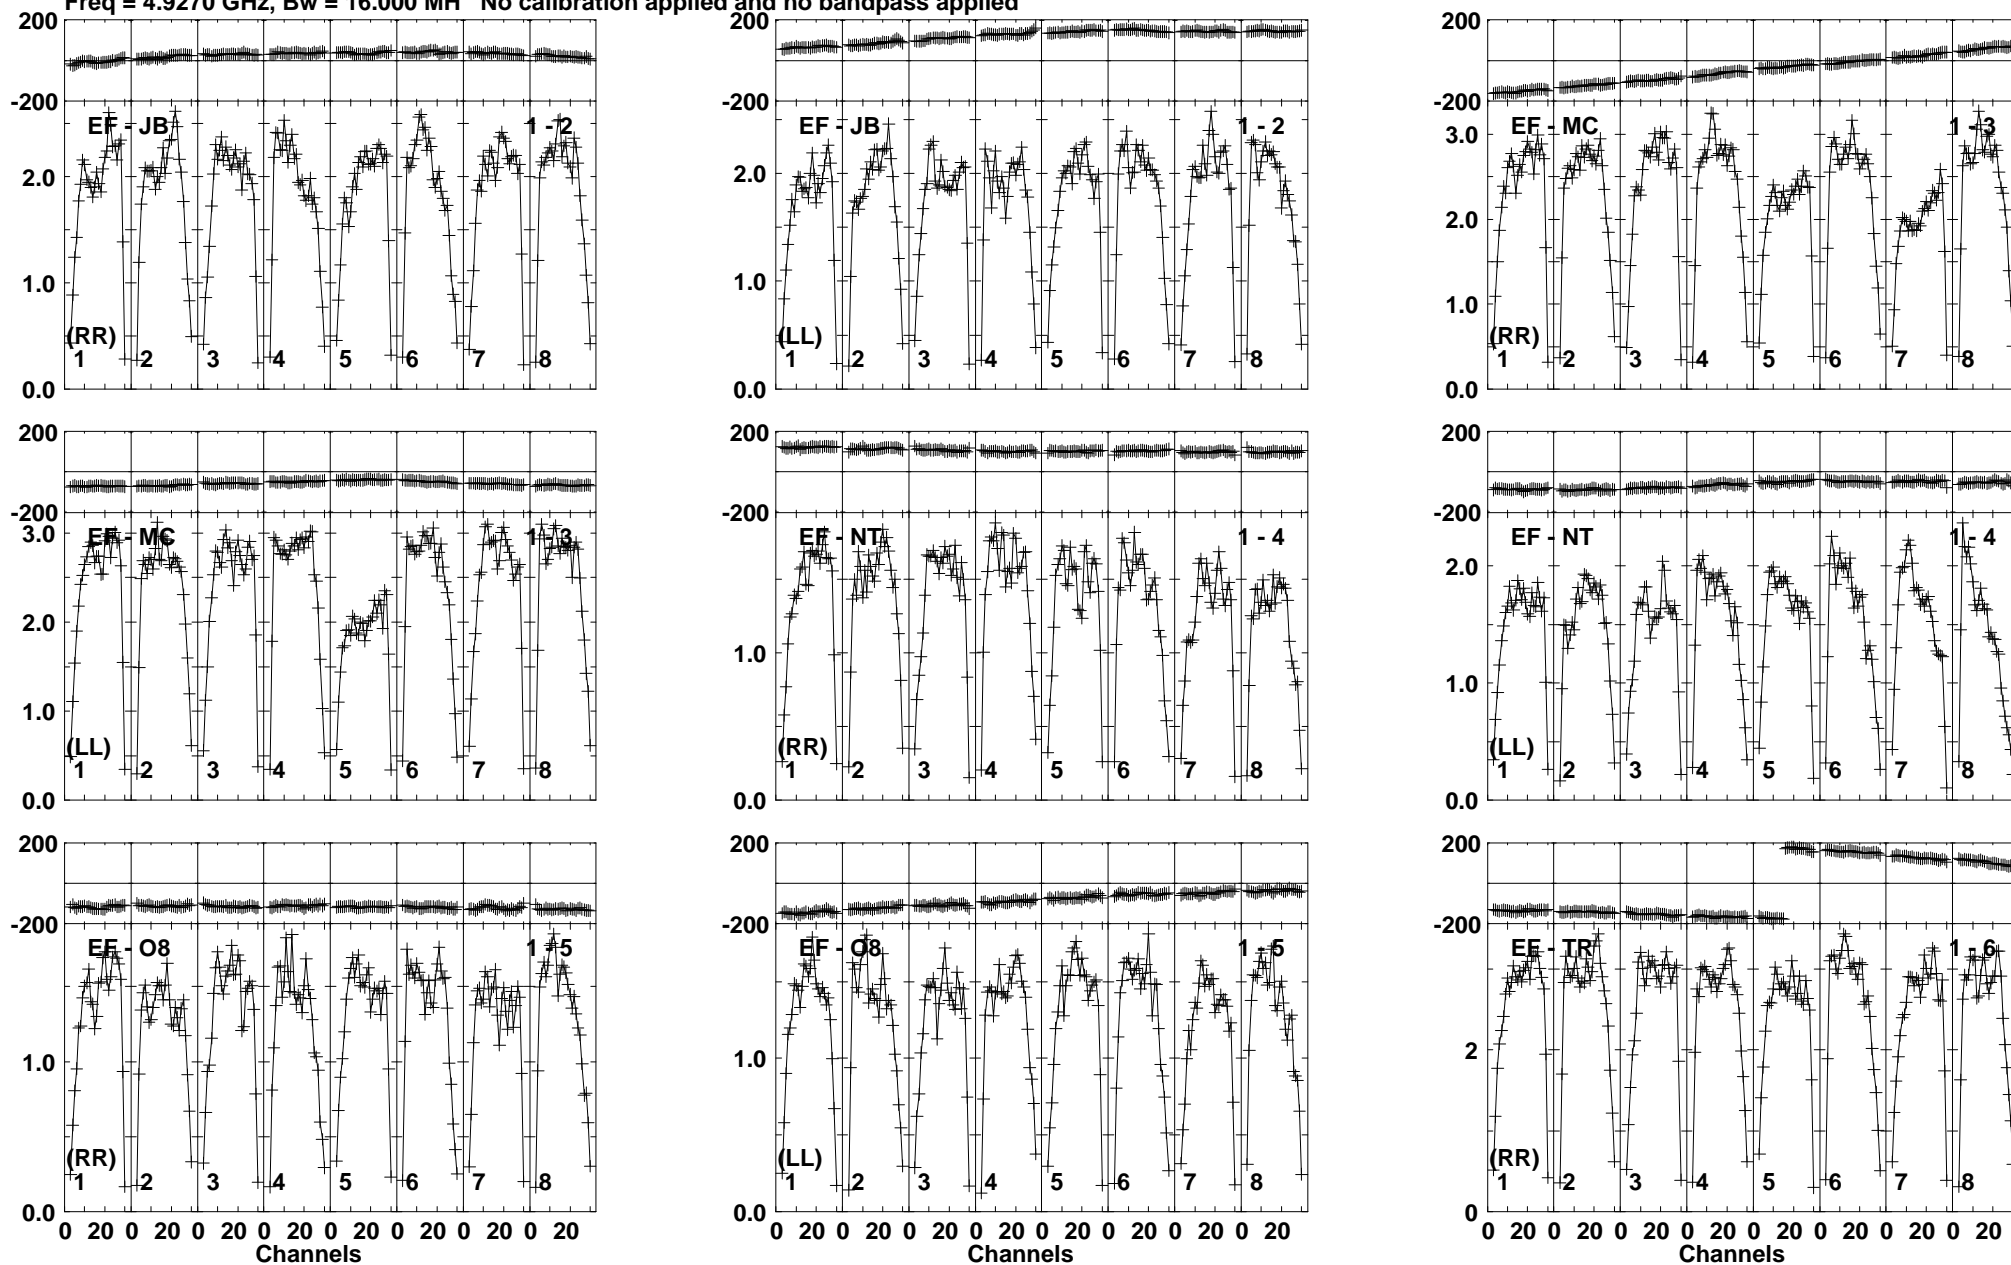 Freq = 4.9270 GHz, Bw = 16.000 MH No calibration applied and no bandpass applied
200 200 200
-200 -200 -200
EF - JB 1 - 2 EF - JB 1 - 2 EF - MC 1 - 3
3.0
2.0 2.0 2.0
1.0 1.0 1.0
(RR) (LL) (RR)
1 2 3 4 5 6 7 8 1 2 3 4 5 6 7 8 1 2 3 4 5 6 7 8
0.0 0.0 0.0
200 200 200
-200 -200 -200
EF - MC 1 - 3 EF - NT 1 - 4 EF - NT 1 - 4
3.0
2.0 2.0
1.0 1.0 1.0
(LL) (RR) (LL)
1 2 3 4 5 6 7 8 1 2 3 4 5 6 7 8 1 2 3 4 5 6 7 8
0.0 0.0 0.0
200 200 200
-200 -200 -200
EF - O8 1 - 5 EF - O8 1 - 5 EF - TR 1 - 6
1.0 1.0 2
(RR) (LL) (RR)
1 2 3 4 5 6 7 8 1 2 3 4 5 6 7 8 1 2 3 4 5 6 7 8
0.0 0.0 0
0 20 0 20 0 20 0 20 0 20 0 20 0 20 0 20 0 20 0 20 0 20 0 20 0 20 0 20 0 20 0 20 0 20 0 20 0 20 0 20 0 20 0 20 0 20 0 20
Channels Channels Channels